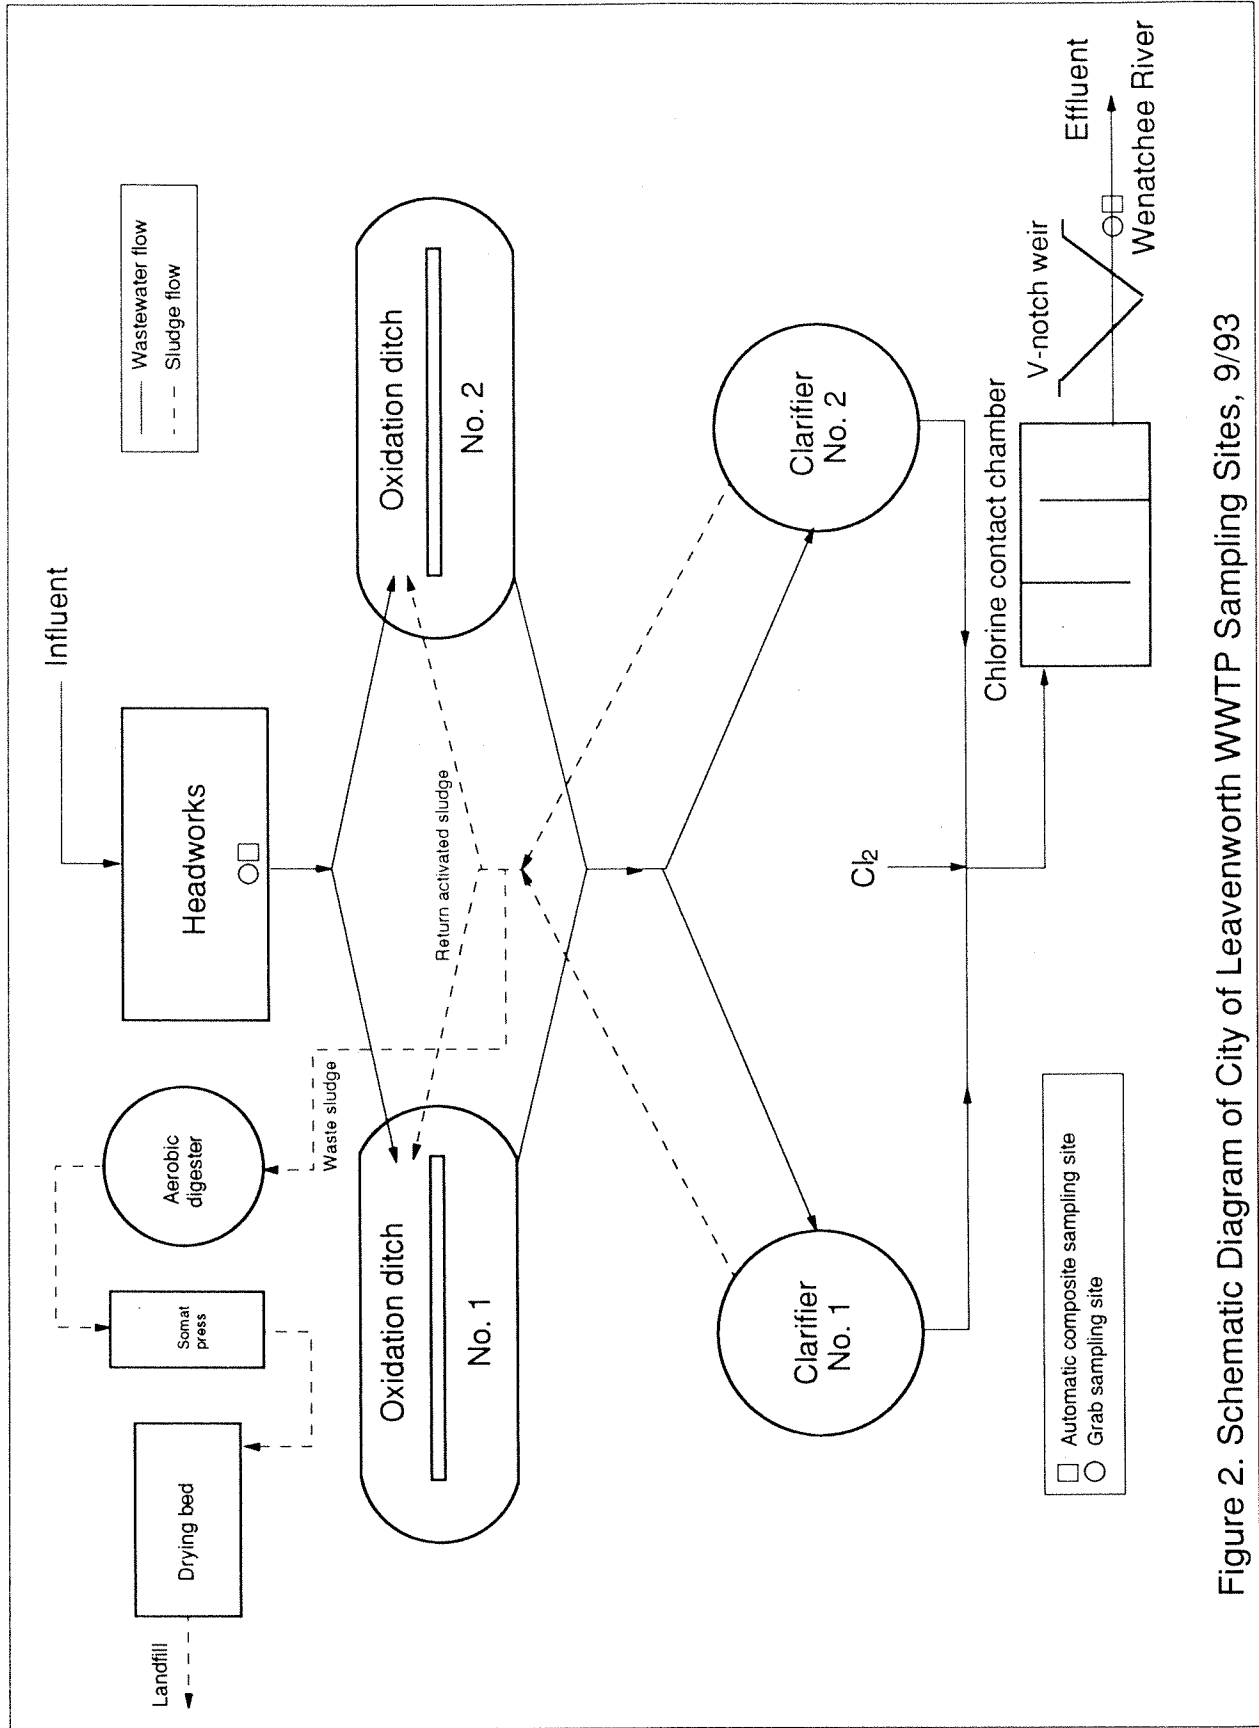 Influent
Wastewater flow
Sludge flow
Headworks
Aerobic
digester
Somat
press
Drying bed
Landfill
Waste sludge
Return activated sludge
Oxidation ditch
No. 1
Oxidation ditch
No. 2
Clarifier
No. 1
Clarifier
No. 2
Cl2
Chlorine contact chamber
V-notch weir
Effluent
Wenatchee River
Automatic composite sampling site
Grab sampling site
Figure 2. Schematic Diagram of City of Leavenworth WWTP Sampling Sites, 9/93